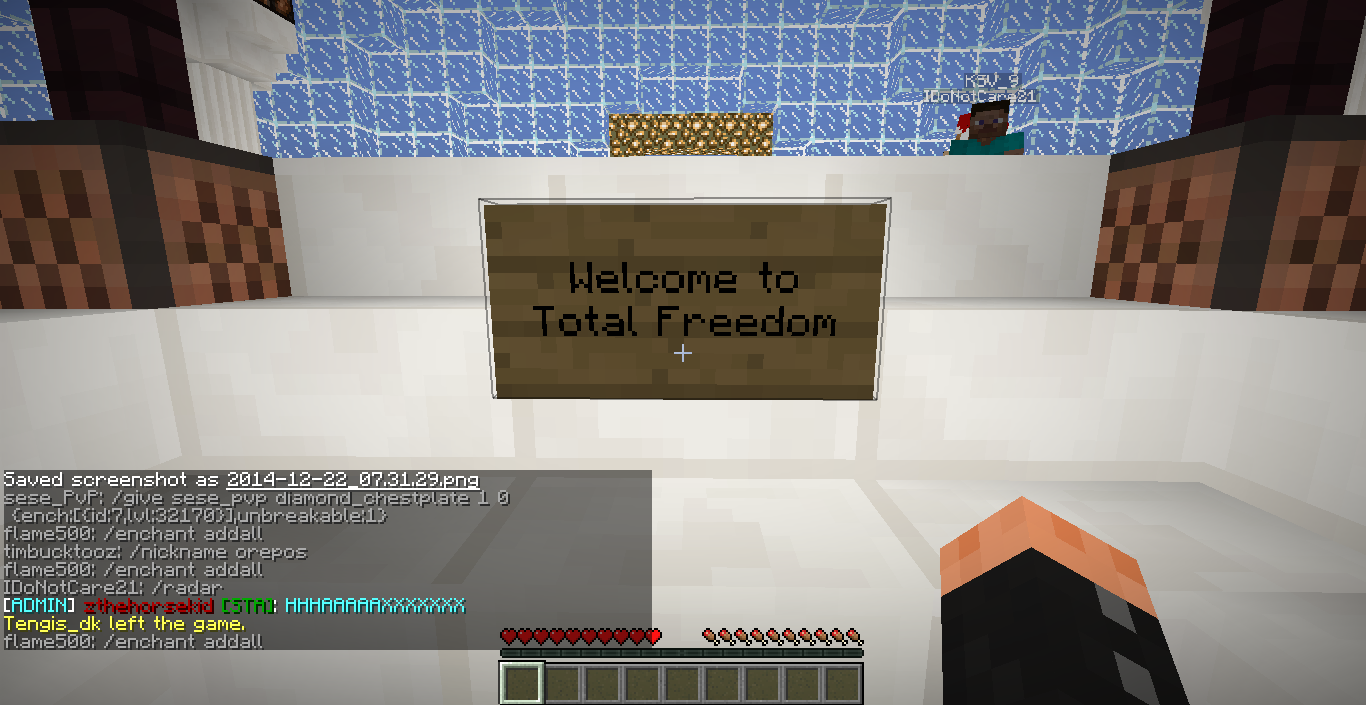 KSV_9
IDoNotCare21
Welcome to
Total Freedom
Saved screenshot as 2014-12-22_07.31.29.png
sese_PvP: /give sese_pvp diamond_chestplate 1 0
{ench:[{id:7,lvl:32170}],unbreakable:1}
flame500: /enchant addall
timbucktooz: /nickname orepos
flame500: /enchant addall
IDoNotCare21: /radar
[ADMIN] zthehorsekid [STA]: HHHAAAAAXXXXXXXX
Tengis_dk left the game.
flame500: /enchant addall